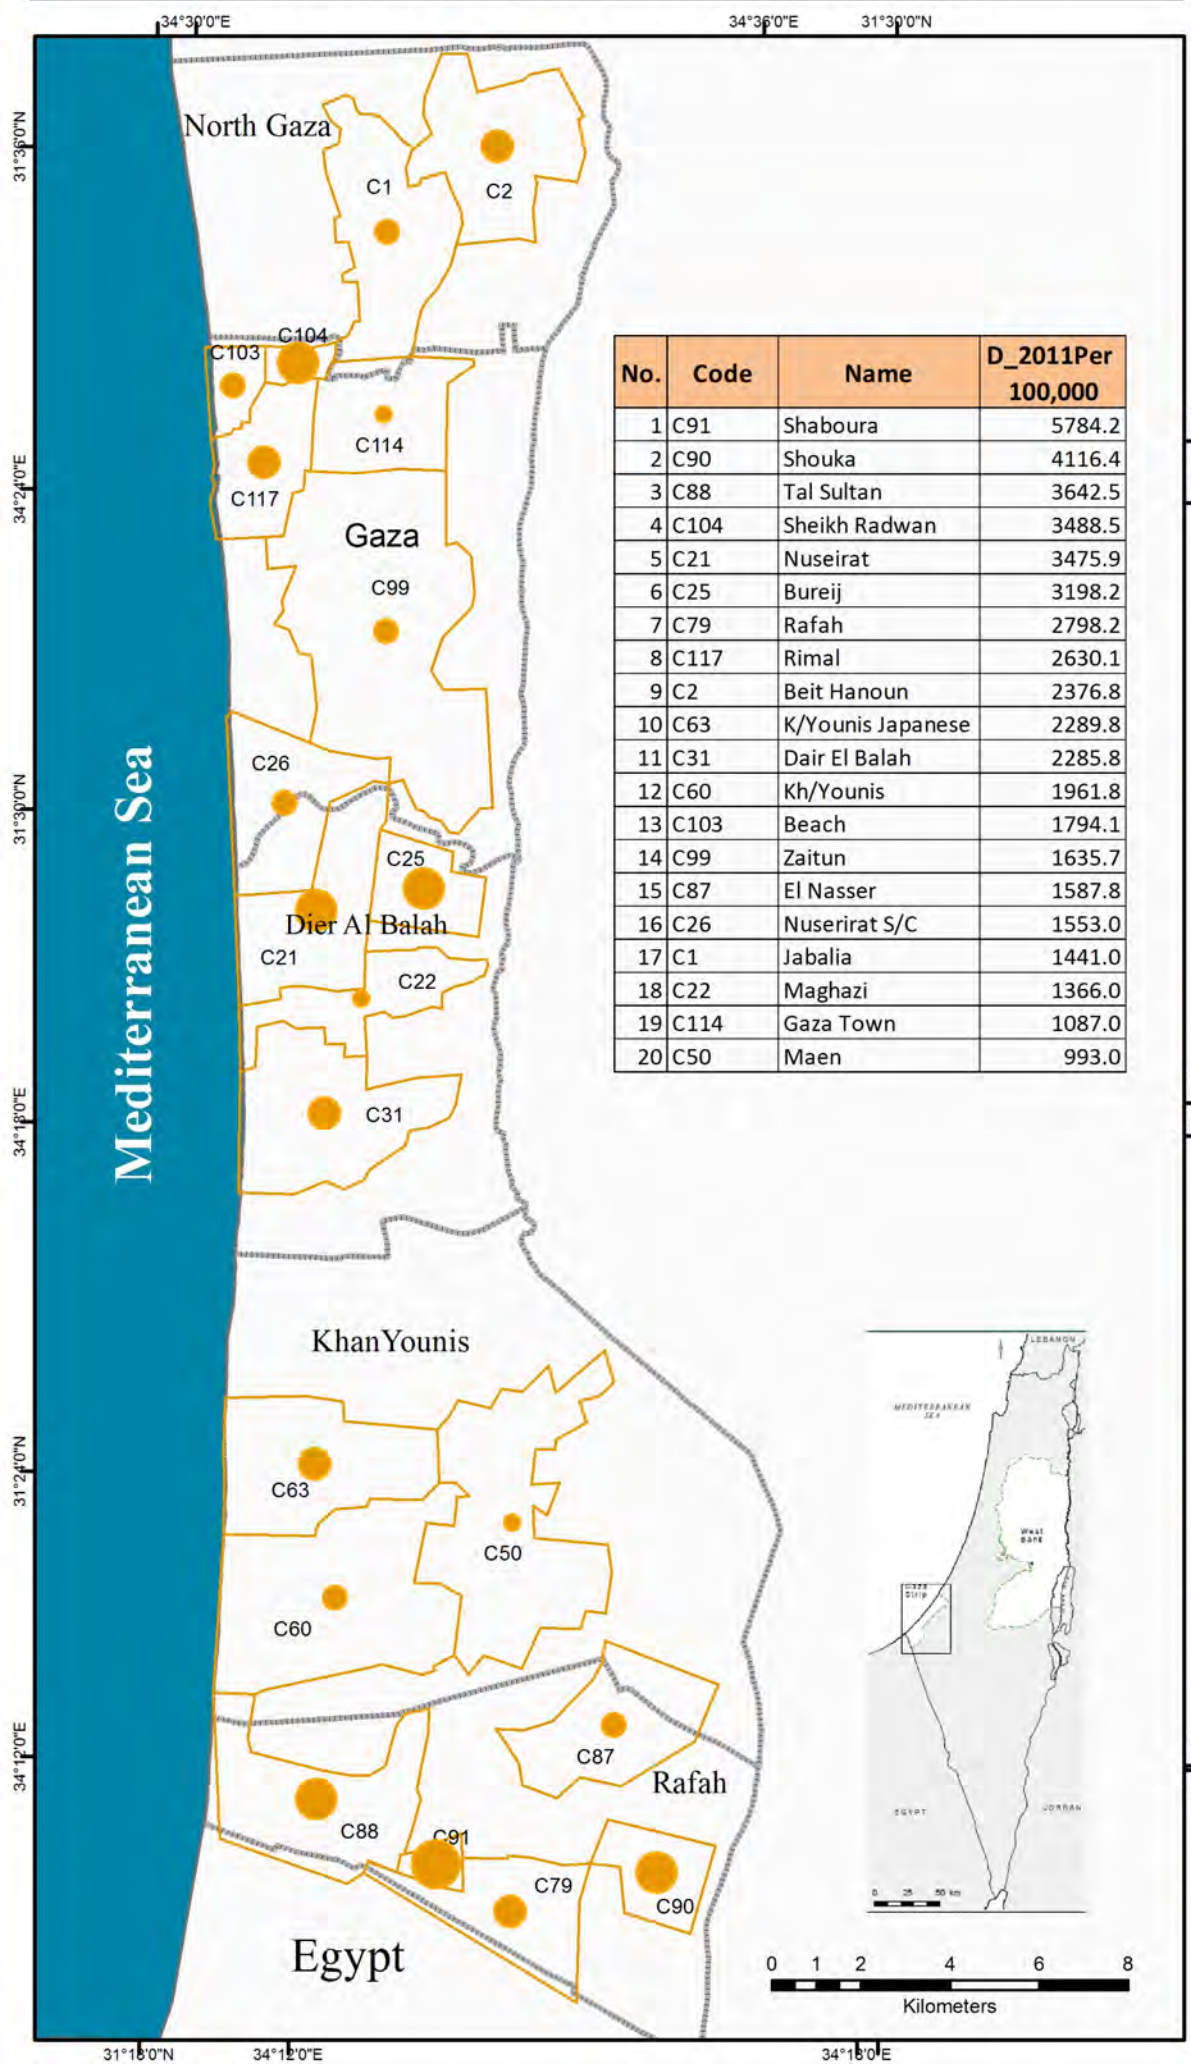 34°30'0"E
34°36'0"E
31°30'0"N
31°36'0"N
34°24'0"E
31°30'0"N
34°18'0"E
31°24'0"N
34°12'0"E
North Gaza
C1
C2
C104
C103
C114
C117
Gaza
C99
C26
C25
Dier Al Balah
C21
C22
C31
Mediterranean Sea
KhanYounis
C63
C50
C60
C87
Rafah
C88
C91
C79
C90
Egypt
No. Code Name D_2011Per 100,000
1 C91 Shaboura 5784.2
2 C90 Shouka 4116.4
3 C88 Tal Sultan 3642.5
4 C104 Sheikh Radwan 3488.5
5 C21 Nuseirat 3475.9
6 C25 Bureij 3198.2
7 C79 Rafah 2798.2
8 C117 Rimal 2630.1
9 C2 Beit Hanoun 2376.8
10 C63 K/Younis Japanese 2289.8
11 C31 Dair El Balah 2285.8
12 C60 Kh/Younis 1961.8
13 C103 Beach 1794.1
14 C99 Zaitun 1635.7
15 C87 El Nasser 1587.8
16 C26 Nuserirat S/C 1553.0
17 C1 Jabalia 1441.0
18 C22 Maghazi 1366.0
19 C114 Gaza Town 1087.0
20 C50 Maen 993.0
LEBANON
MEDITERRANEAN
SEA
West
BANK
Gaza
Strip
EGYPT
JORDAN
0 25 50 km
0 1 2 4 6 8
Kilometers
31°18'0"N
34°12'0"E
34°18'0"E